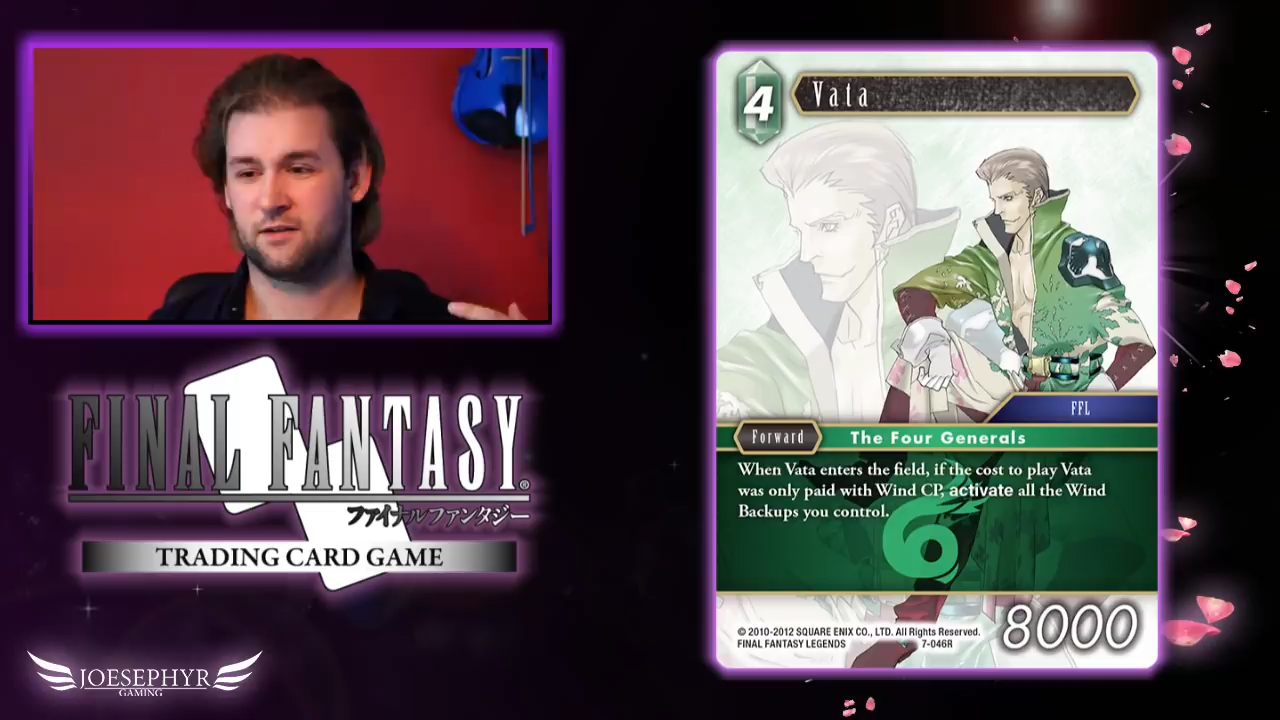 FINAL FANTASY®
ファイナルファンタジー
TRADING CARD GAME
JOESEPHYR
GAMING
4
Vata
FFL
Forward
The Four Generals
When Vata enters the field, if the cost to play Vata
was only paid with Wind CP, activate all the Wind
Backups you control.
© 2010-2012 SQUARE ENIX CO., LTD. All Rights Reserved.
FINAL FANTASY LEGENDS 7-046R
8000